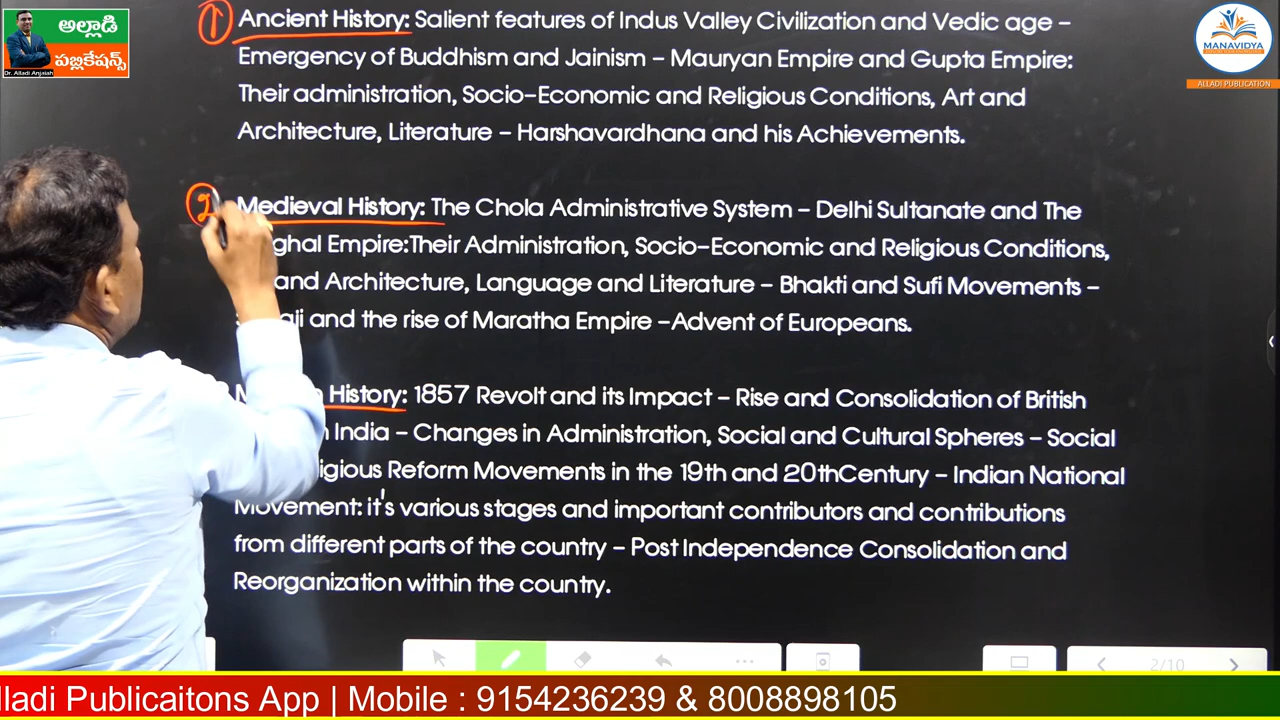 అల్లాడి
పబ్లికేషన్స్
Dr. Alladi Anjaiah
MANAVIDYA
ALLADI PUBLICATION
1 Ancient History: Salient features of Indus Valley Civilization and Vedic age –
Emergency of Buddhism and Jainism – Mauryan Empire and Gupta Empire:
Their administration, Socio-Economic and Religious Conditions, Art and
Architecture, Literature – Harshavardhana and his Achievements.
2 Medieval History: The Chola Administrative System – Delhi Sultanate and The
Empire:Their Administration, Socio-Economic and Religious Conditions,
and Architecture, Language and Literature – Bhakti and Sufi Movements –
and the rise of Maratha Empire –Advent of Europeans.
History: 1857 Revolt and its Impact – Rise and Consolidation of British
India – Changes in Administration, Social and Cultural Spheres – Social
Reform Movements in the 19th and 20thCentury – Indian National
Movement: it's various stages and important contributors and contributions
from different parts of the country – Post Independence Consolidation and
Reorganization within the country.
2/10
lladi Publicaitons App | Mobile : 9154236239 & 8008898105